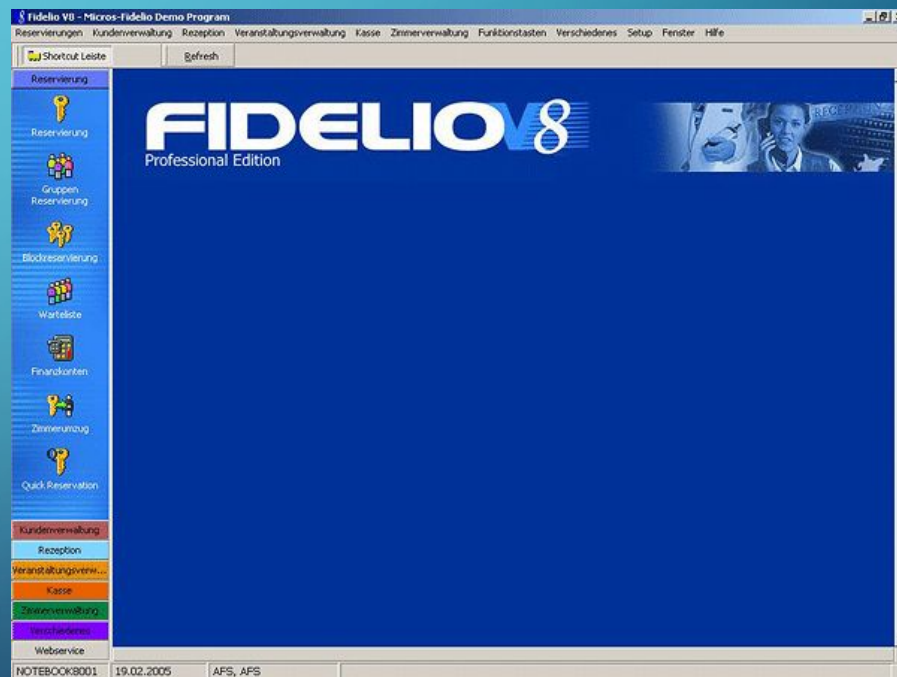 Fidelio V8 - Micros-Fidelio Demo Program
Reservierungen Kundenverwaltung Rezeption Veranstaltungsverwaltung Kasse Zimmerverwaltung Funktionstasten Verschiedenes Setup Fenster Hilfe
Shortcut Leiste Refresh
Reservierung
Reservierung
Gruppen
Reservierung
Blockreservierung
Warteliste
Finanzkonten
Zimmerumzug
Quick Reservation
Kundenverwaltung
Rezeption
Veranstaltungsverw...
Kasse
Zimmerverwaltung
Verschiedenes
Webservice
FIDELIO V8
Professional Edition
RECEPTION
NOTEBOOK8001 19.02.2005 AFS, AFS